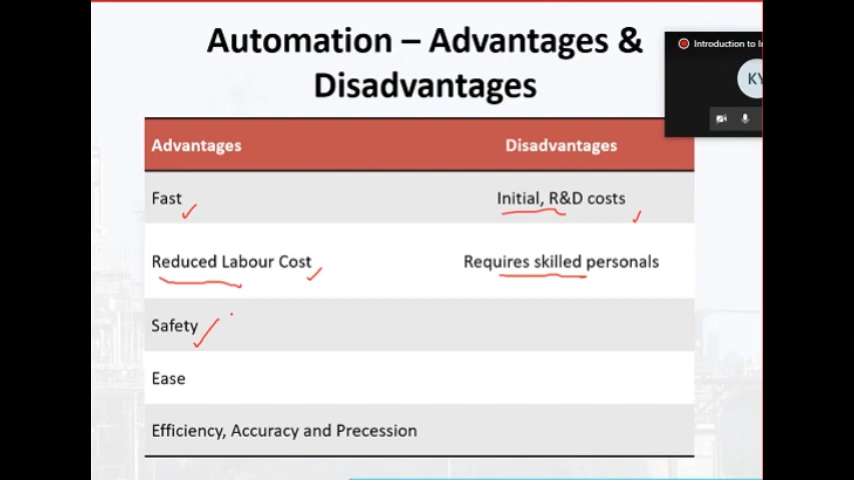 Automation – Advantages &
Disadvantages
Introduction to
KY
Advantages Disadvantages
Fast Initial, R&D costs
Reduced Labour Cost Requires skilled personals
Safety
Ease
Efficiency, Accuracy and Precession